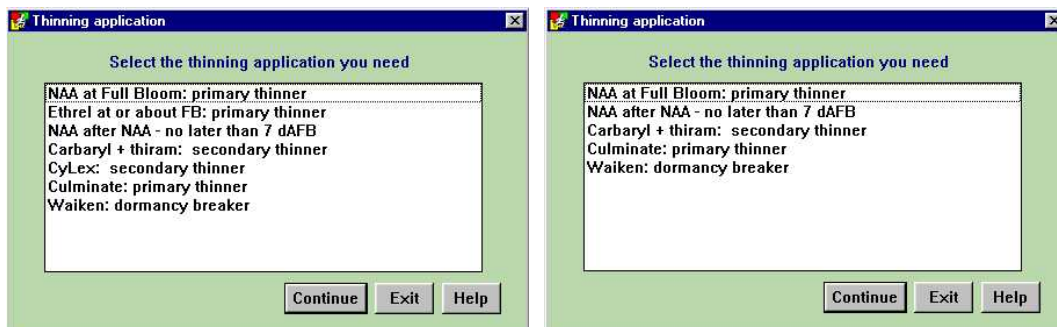 Thinning application
Select the thinning application you need
NAA at Full Bloom: primary thinner
Ethrel at or about FB: primary thinner
NAA after NAA - no later than 7 dAFB
Carbaryl + thiram: secondary thinner
CyLex: secondary thinner
Culminate: primary thinner
Waiken: dormancy breaker
Continue
Exit
Help
Thinning application
Select the thinning application you need
NAA at Full Bloom: primary thinner
NAA after NAA - no later than 7 dAFB
Carbaryl + thiram: secondary thinner
Culminate: primary thinner
Waiken: dormancy breaker
Continue
Exit
Help